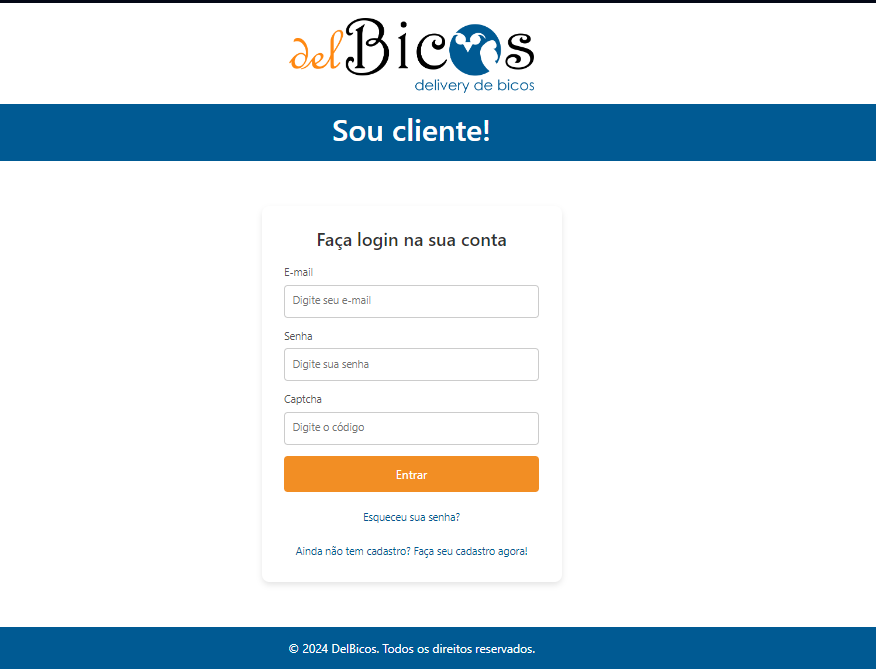 delBicos
delivery de bicos
Sou cliente!
Faça login na sua conta
E-mail
Digite seu e-mail
Senha
Digite sua senha
Captcha
Digite o código
Entrar
Esqueceu sua senha?
Ainda não tem cadastro? Faça seu cadastro agora!
© 2024 DelBicos. Todos os direitos reservados.